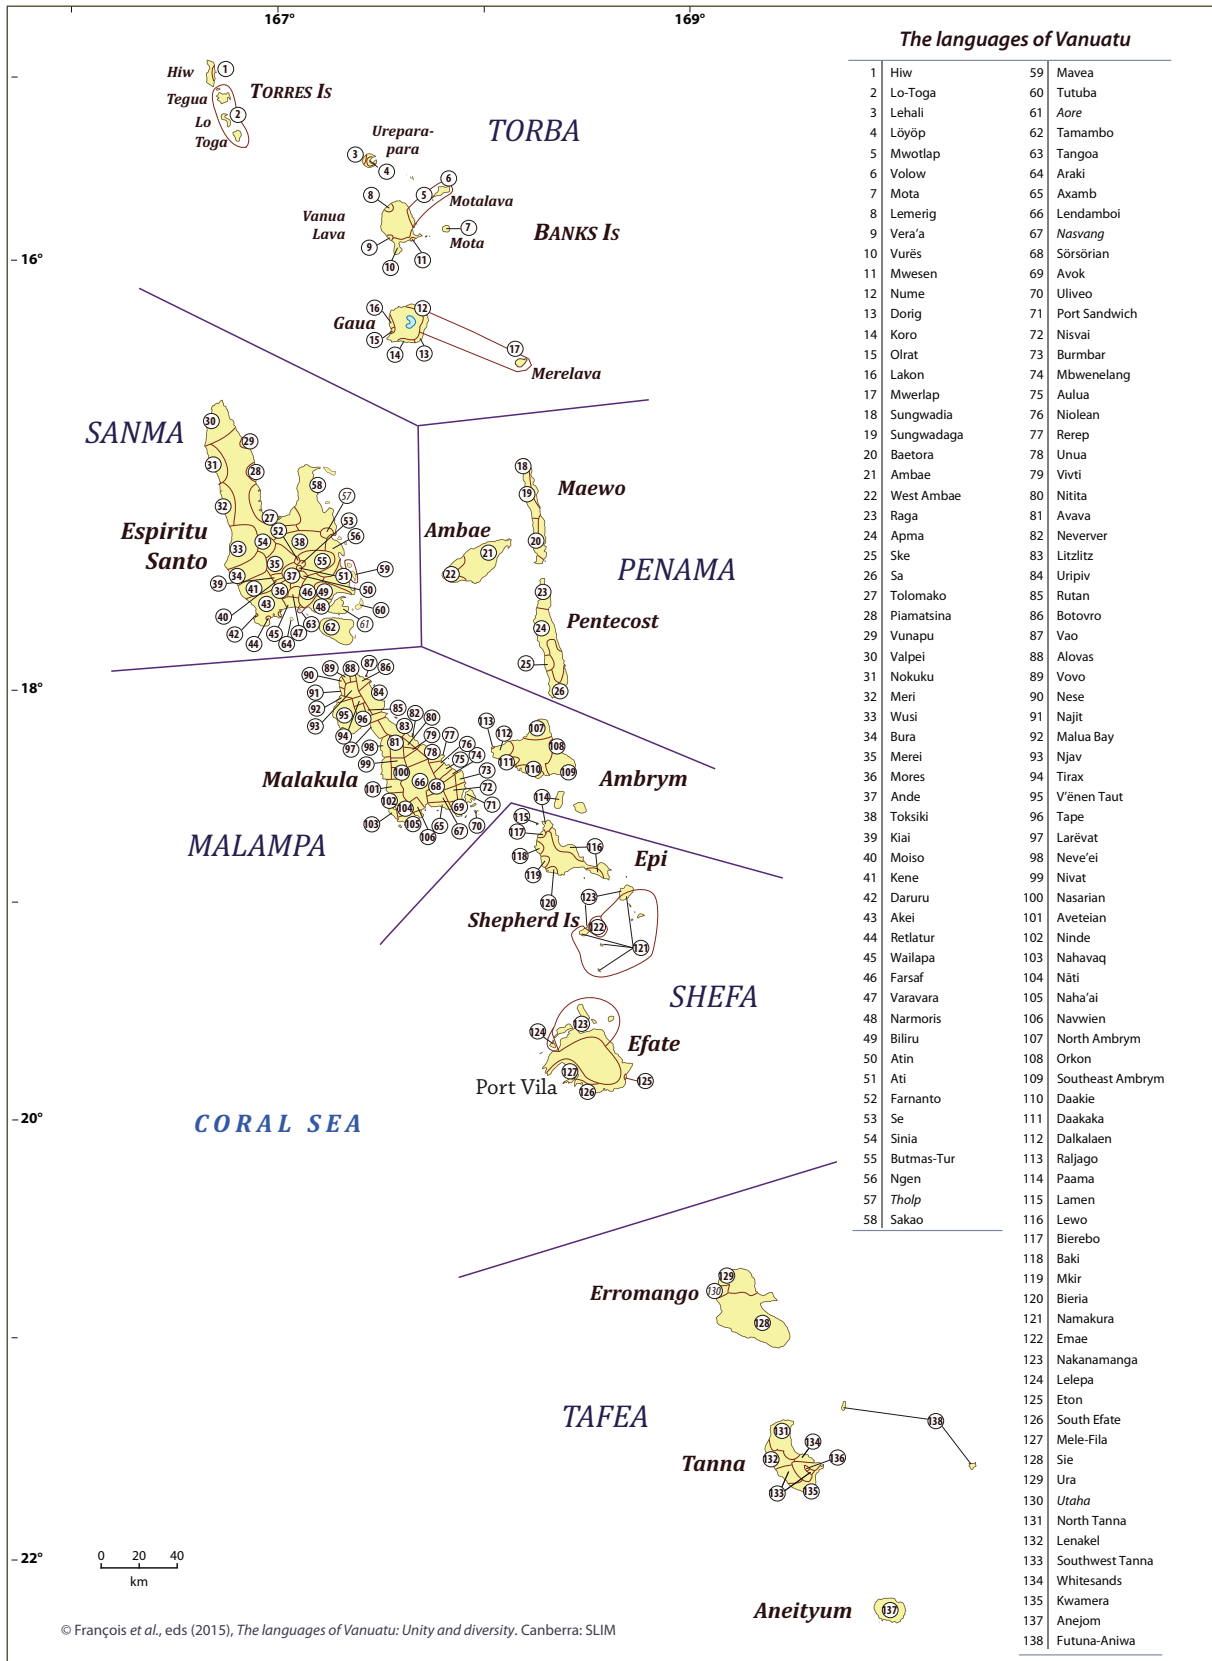 167°
169°
16°
18°
20°
22°
The languages of Vanuatu
Hiw
Tegua
Lo
Toga
TORRES IS
TORBA
Urepara-
para
Vanua
Lava
Motalava
Mota
BANKS IS
Gaua
Merelava
SANMA
Espiritu
Santo
Maewo
Ambae
PENAMA
Pentecost
Malakula
MALAMPA
Ambrym
Epi
Shepherd Is
SHEFA
Efate
Port Vila
CORAL SEA
Erromango
TAFEA
Tanna
Aneityum
0 20 40
km
© François et al., eds (2015), The languages of Vanuatu: Unity and diversity. Canberra: SLIM
1 Hiw
2 Lo-Toga
3 Lehali
4 Löyöp
5 Mwotlap
6 Volow
7 Mota
8 Lemerig
9 Vera'a
10 Vurës
11 Mwesen
12 Nume
13 Dorig
14 Koro
15 Olrat
16 Lakon
17 Mwerlap
18 Sungwadia
19 Sungwadaga
20 Baetora
21 Ambae
22 West Ambae
23 Raga
24 Apma
25 Ske
26 Sa
27 Tolomako
28 Piamatsina
29 Vunapu
30 Valpei
31 Nokuku
32 Meri
33 Wusi
34 Bura
35 Merei
36 Mores
37 Ande
38 Toksiki
39 Kiai
40 Moiso
41 Kene
42 Daruru
43 Akei
44 Retlatur
45 Wailapa
46 Farsaf
47 Varavara
48 Narmoris
49 Biliru
50 Atin
51 Ati
52 Farnanto
53 Se
54 Sinia
55 Butmas-Tur
56 Ngen
57 Tholp
58 Sakao
59 Mavea
60 Tutuba
61 Aore
62 Tamambo
63 Tangoa
64 Araki
65 Axamb
66 Lendamboi
67 Nasvang
68 Sörsörian
69 Avok
70 Uliveo
71 Port Sandwich
72 Nisvai
73 Burmbar
74 Mbwenelang
75 Aulua
76 Niolean
77 Rerep
78 Unua
79 Vivti
80 Nitita
81 Avava
82 Neverver
83 Litzlitz
84 Uripiv
85 Rutan
86 Botovro
87 Vao
88 Alovas
89 Vovo
90 Nese
91 Najit
92 Malua Bay
93 Njav
94 Tirax
95 V'ënen Taut
96 Tape
97 Larëvat
98 Neve'ei
99 Nivat
100 Nasarian
101 Aveteian
102 Ninde
103 Nahavaq
104 Nāti
105 Naha'ai
106 Navwien
107 North Ambrym
108 Orkon
109 Southeast Ambrym
110 Daakie
111 Daakaka
112 Dalkalaen
113 Raljago
114 Paama
115 Lamen
116 Lewo
117 Bierebo
118 Baki
119 Mkir
120 Bieria
121 Namakura
122 Emae
123 Nakanamanga
124 Lelepa
125 Eton
126 South Efate
127 Mele-Fila
128 Sie
129 Ura
130 Utaha
131 North Tanna
132 Lenakel
133 Southwest Tanna
134 Whitesands
135 Kwamera
137 Anejom
138 Futuna-Aniwa